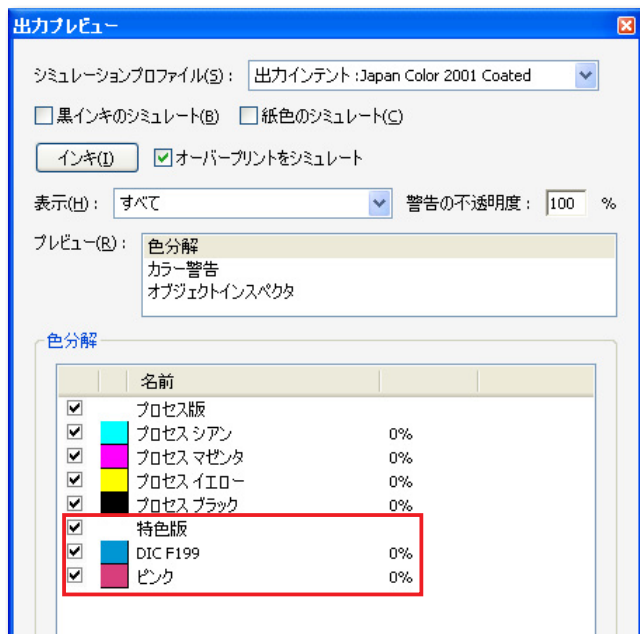 出力プレビュー
シミュレーションプロファイル(S)： 出力インテント :Japan Color 2001 Coated
黒インキのシミュレート(B) 紙色のシミュレート(C)
インキ(I) オーバープリントをシミュレート
表示(H)： すべて 警告の不透明度： 100 %
プレビュー(R)： 色分解
カラー警告
オブジェクトインスペクタ
色分解
名前
プロセス版
プロセス シアン 0%
プロセス マゼンタ 0%
プロセス イエロー 0%
プロセス ブラック 0%
特色版
DIC F199 0%
ピンク 0%